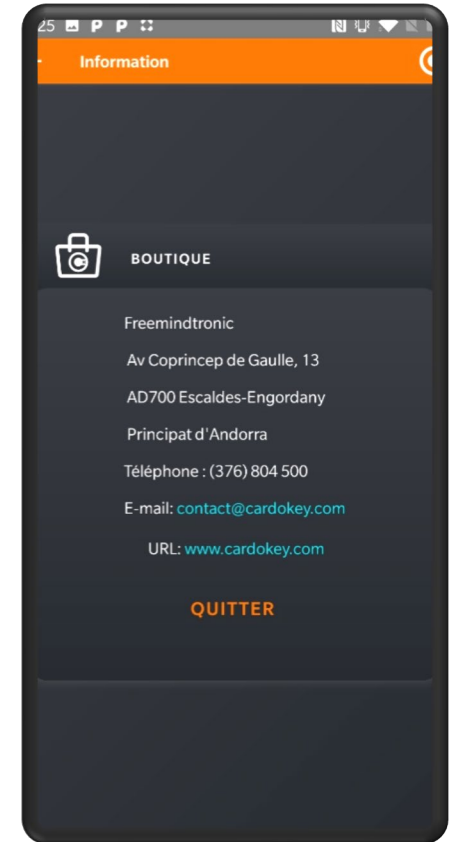 25 P P
Information
BOUTIQUE
Freemindtronic
Av Coprincep de Gaulle, 13
AD700 Escaldes-Engordany
Principat d'Andorra
Téléphone : (376) 804 500
E-mail: contact@cardokey.com
URL: www.cardokey.com
QUITTER